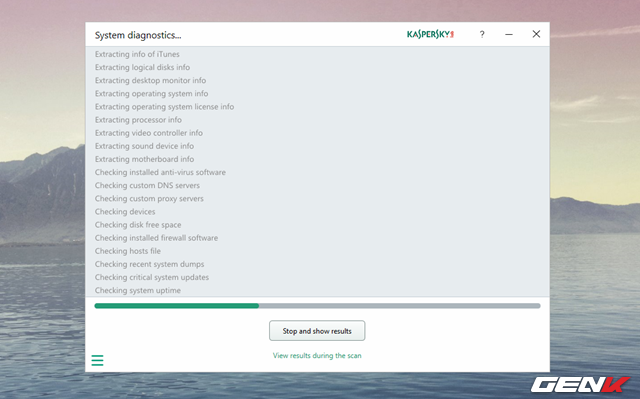 System diagnostics...
KASPERSKY lab
?
Extracting info of iTunes
Extracting logical disks info
Extracting desktop monitor info
Extracting operating system info
Extracting operating system license info
Extracting processor info
Extracting video controller info
Extracting sound device info
Extracting motherboard info
Checking installed anti-virus software
Checking custom DNS servers
Checking custom proxy servers
Checking devices
Checking disk free space
Checking installed firewall software
Checking hosts file
Checking recent system dumps
Checking critical system updates
Checking system uptime
Stop and show results
View results during the scan
GENK